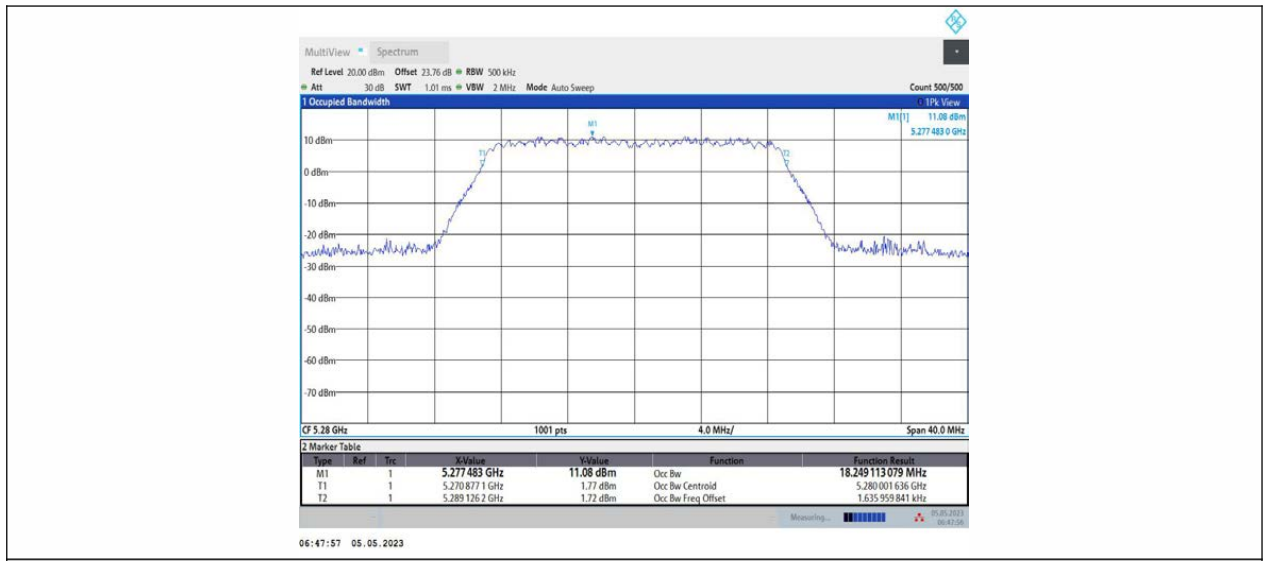 MultiView Spectrum
Ref Level 20.00 dBm Offset 23.76 dB RBW 500 kHz
Att 30 dB SWT 1.01 ms VBW 2 MHz Mode Auto Sweep Count 500/500
1 Occupied Bandwidth 1Pk View
M1[1] 11.08 dBm
5.277 483 0 GHz
M1
10 dBm
T1
T2
0 dBm
-10 dBm
-20 dBm
-30 dBm
-40 dBm
-50 dBm
-60 dBm
-70 dBm
CF 5.28 GHz 1001 pts 4.0 MHz/ Span 40.0 MHz
2 Marker Table
Type Ref Trc X-Value Y-Value Function Function Result
M1 1 5.277 483 GHz 11.08 dBm Occ Bw 18.249 113 079 MHz
T1 1 5.270 877 1 GHz 1.77 dBm Occ Bw Centroid 5.280 001 636 GHz
T2 1 5.289 126 2 GHz 1.72 dBm Occ Bw Freq Offset 1.635 959 841 kHz
Measuring... 05.05.2023
06:47:56
06:47:57 05.05.2023